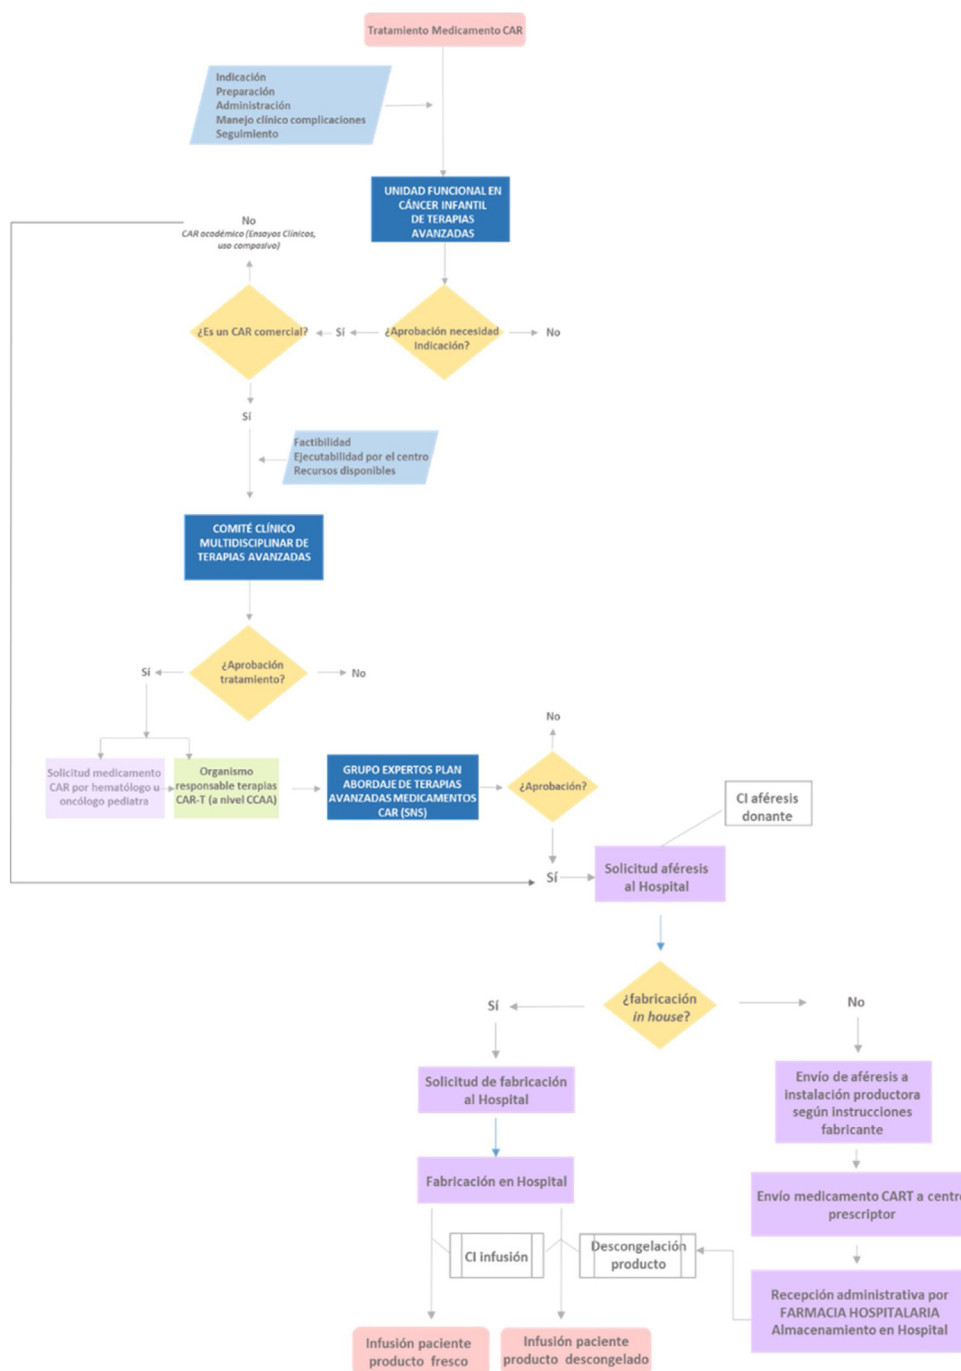 Tratamiento Medicamento CAR
Indicación
Preparación
Administración
Manejo clínico complicaciones
Seguimiento
UNIDAD FUNCIONAL EN
CÁNCER INFANTIL
DE TERAPIAS
AVANZADAS
No
CAR académico (Ensayos Clínicos,
uso compasivo)
¿Es un CAR comercial?
Sí
¿Aprobación necesidad
Indicación?
No
Sí
Factibilidad
Ejecutabilidad por el centro
Recursos disponibles
COMITÉ CLÍNICO
MULTIDISCIPLINAR DE
TERAPIAS AVANZADAS
Sí
¿Aprobación
tratamiento?
No
Solicitud medicamento
CAR por hematólogo u
oncólogo pediatra
Organismo
responsable terapias
CAR-T (a nivel CCAA)
GRUPO EXPERTOS PLAN
ABORDAJE DE TERAPIAS
AVANZADAS MEDICAMENTOS
CAR (SNS)
No
¿Aprobación?
Sí
CI aféresis
donante
Solicitud aféresis
al Hospital
Sí
¿fabricación
in house?
No
Solicitud de fabricación
al Hospital
Envío de aféresis a
instalación productora
según instrucciones
fabricante
Fabricación en Hospital
Envío medicamento CART a centro
prescriptor
CI infusión
Descongelación
producto
Recepción administrativa por
FARMACIA HOSPITALARIA
Almacenamiento en Hospital
Infusión paciente
producto fresco
Infusión paciente
producto descongelado